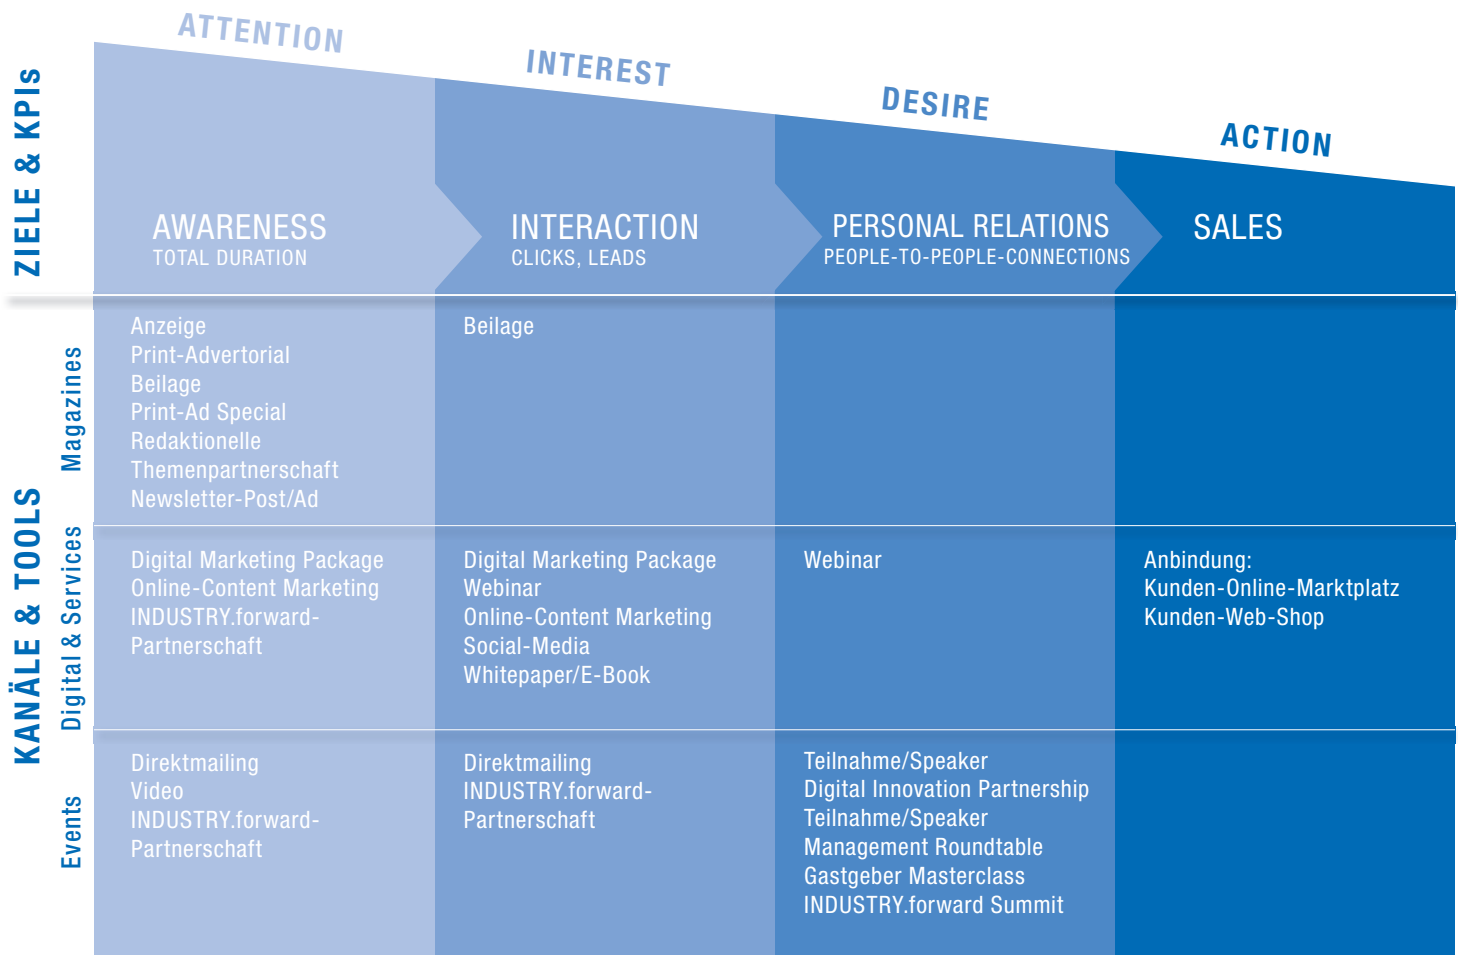 ATTENTION
INTEREST
DESIRE
ACTION
ZIELE & KPIs
AWARENESS
TOTAL DURATION
INTERACTION
CLICKS, LEADS
PERSONAL RELATIONS
PEOPLE-TO-PEOPLE-CONNECTIONS
SALES
KANÄLE & TOOLS
Magazines
Anzeige
Print-Advertorial
Beilage
Print-Ad Special
Redaktionelle
Themenpartnerschaft
Newsletter-Post/Ad
Beilage
Digital & Services
Digital Marketing Package
Online-Content Marketing
INDUSTRY.forward-
Partnerschaft
Digital Marketing Package
Webinar
Online-Content Marketing
Social-Media
Whitepaper/E-Book
Webinar
Anbindung:
Kunden-Online-Marktplatz
Kunden-Web-Shop
Events
Direktmailing
Video
INDUSTRY.forward-
Partnerschaft
Direktmailing
INDUSTRY.forward-
Partnerschaft
Teilnahme/Speaker
Digital Innovation Partnership
Teilnahme/Speaker
Management Roundtable
Gastgeber Masterclass
INDUSTRY.forward Summit